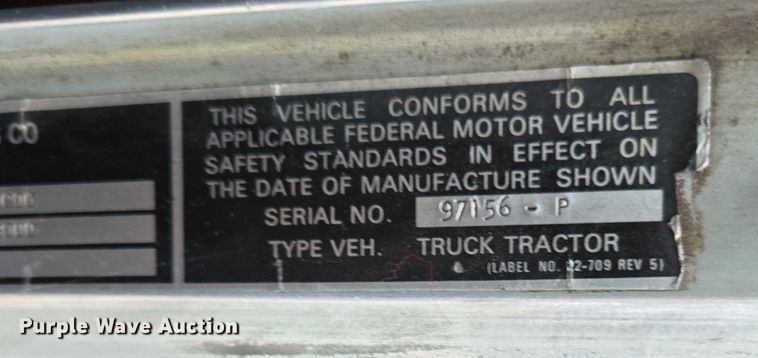 THIS VEHICLE CONFORMS TO ALL
APPLICABLE FEDERAL MOTOR VEHICLE
SAFETY STANDARDS IN EFFECT ON
THE DATE OF MANUFACTURE SHOWN
SERIAL NO. 97156-P
TYPE VEH. TRUCK TRACTOR
(LABEL NO. 22-709 REV 5)
CO
Purple Wave Auction